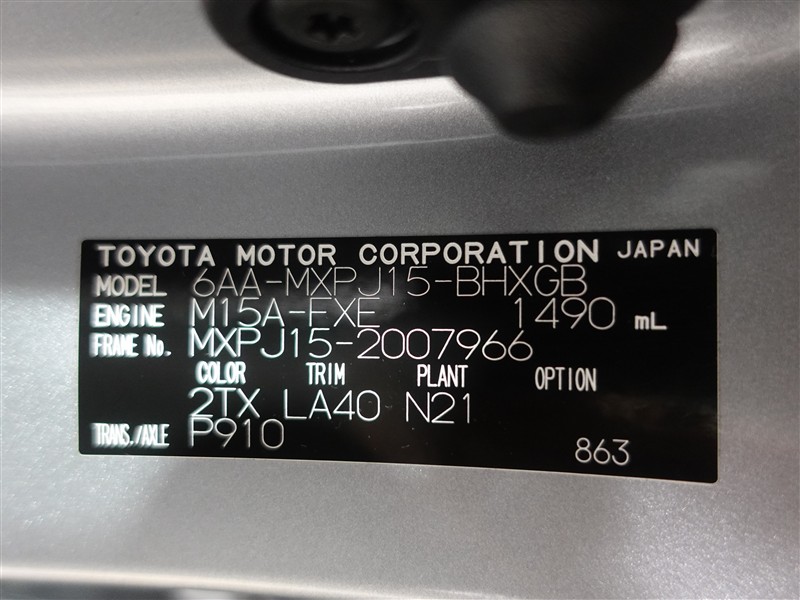 TOYOTA MOTOR CORPORATION JAPAN
MODEL 6AA-MXPJ15-BHXGB
ENGINE M15A-FXE 1490 mL
FRAME No. MXPJ15-2007966
COLOR TRIM PLANT OPTION
2TX LA40 N21
TRANS./AXLE P910
863